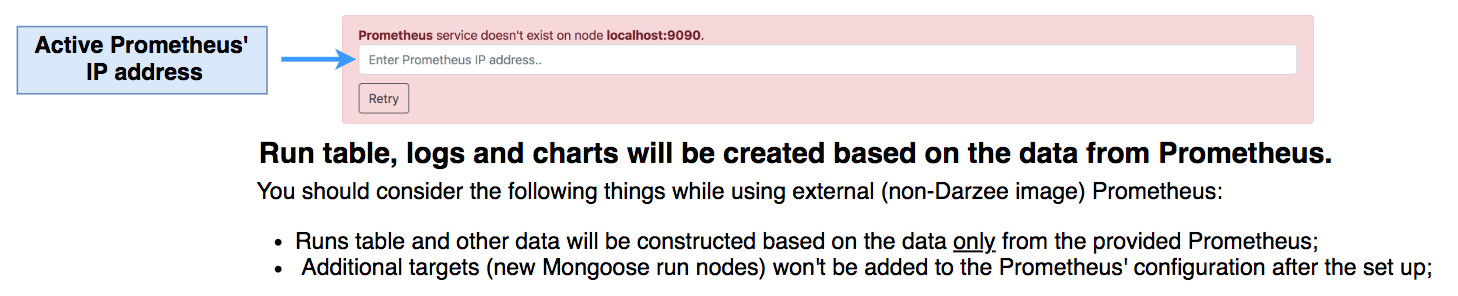 Active Prometheus'
IP address
Prometheus service doesn't exist on node localhost:9090.
Enter Prometheus IP address..
Retry
Run table, logs and charts will be created based on the data from Prometheus.
You should consider the following things while using external (non-Darzee image) Prometheus:
• Runs table and other data will be constructed based on the data only from the provided Prometheus;
• Additional targets (new Mongoose run nodes) won't be added to the Prometheus' configuration after the set up;